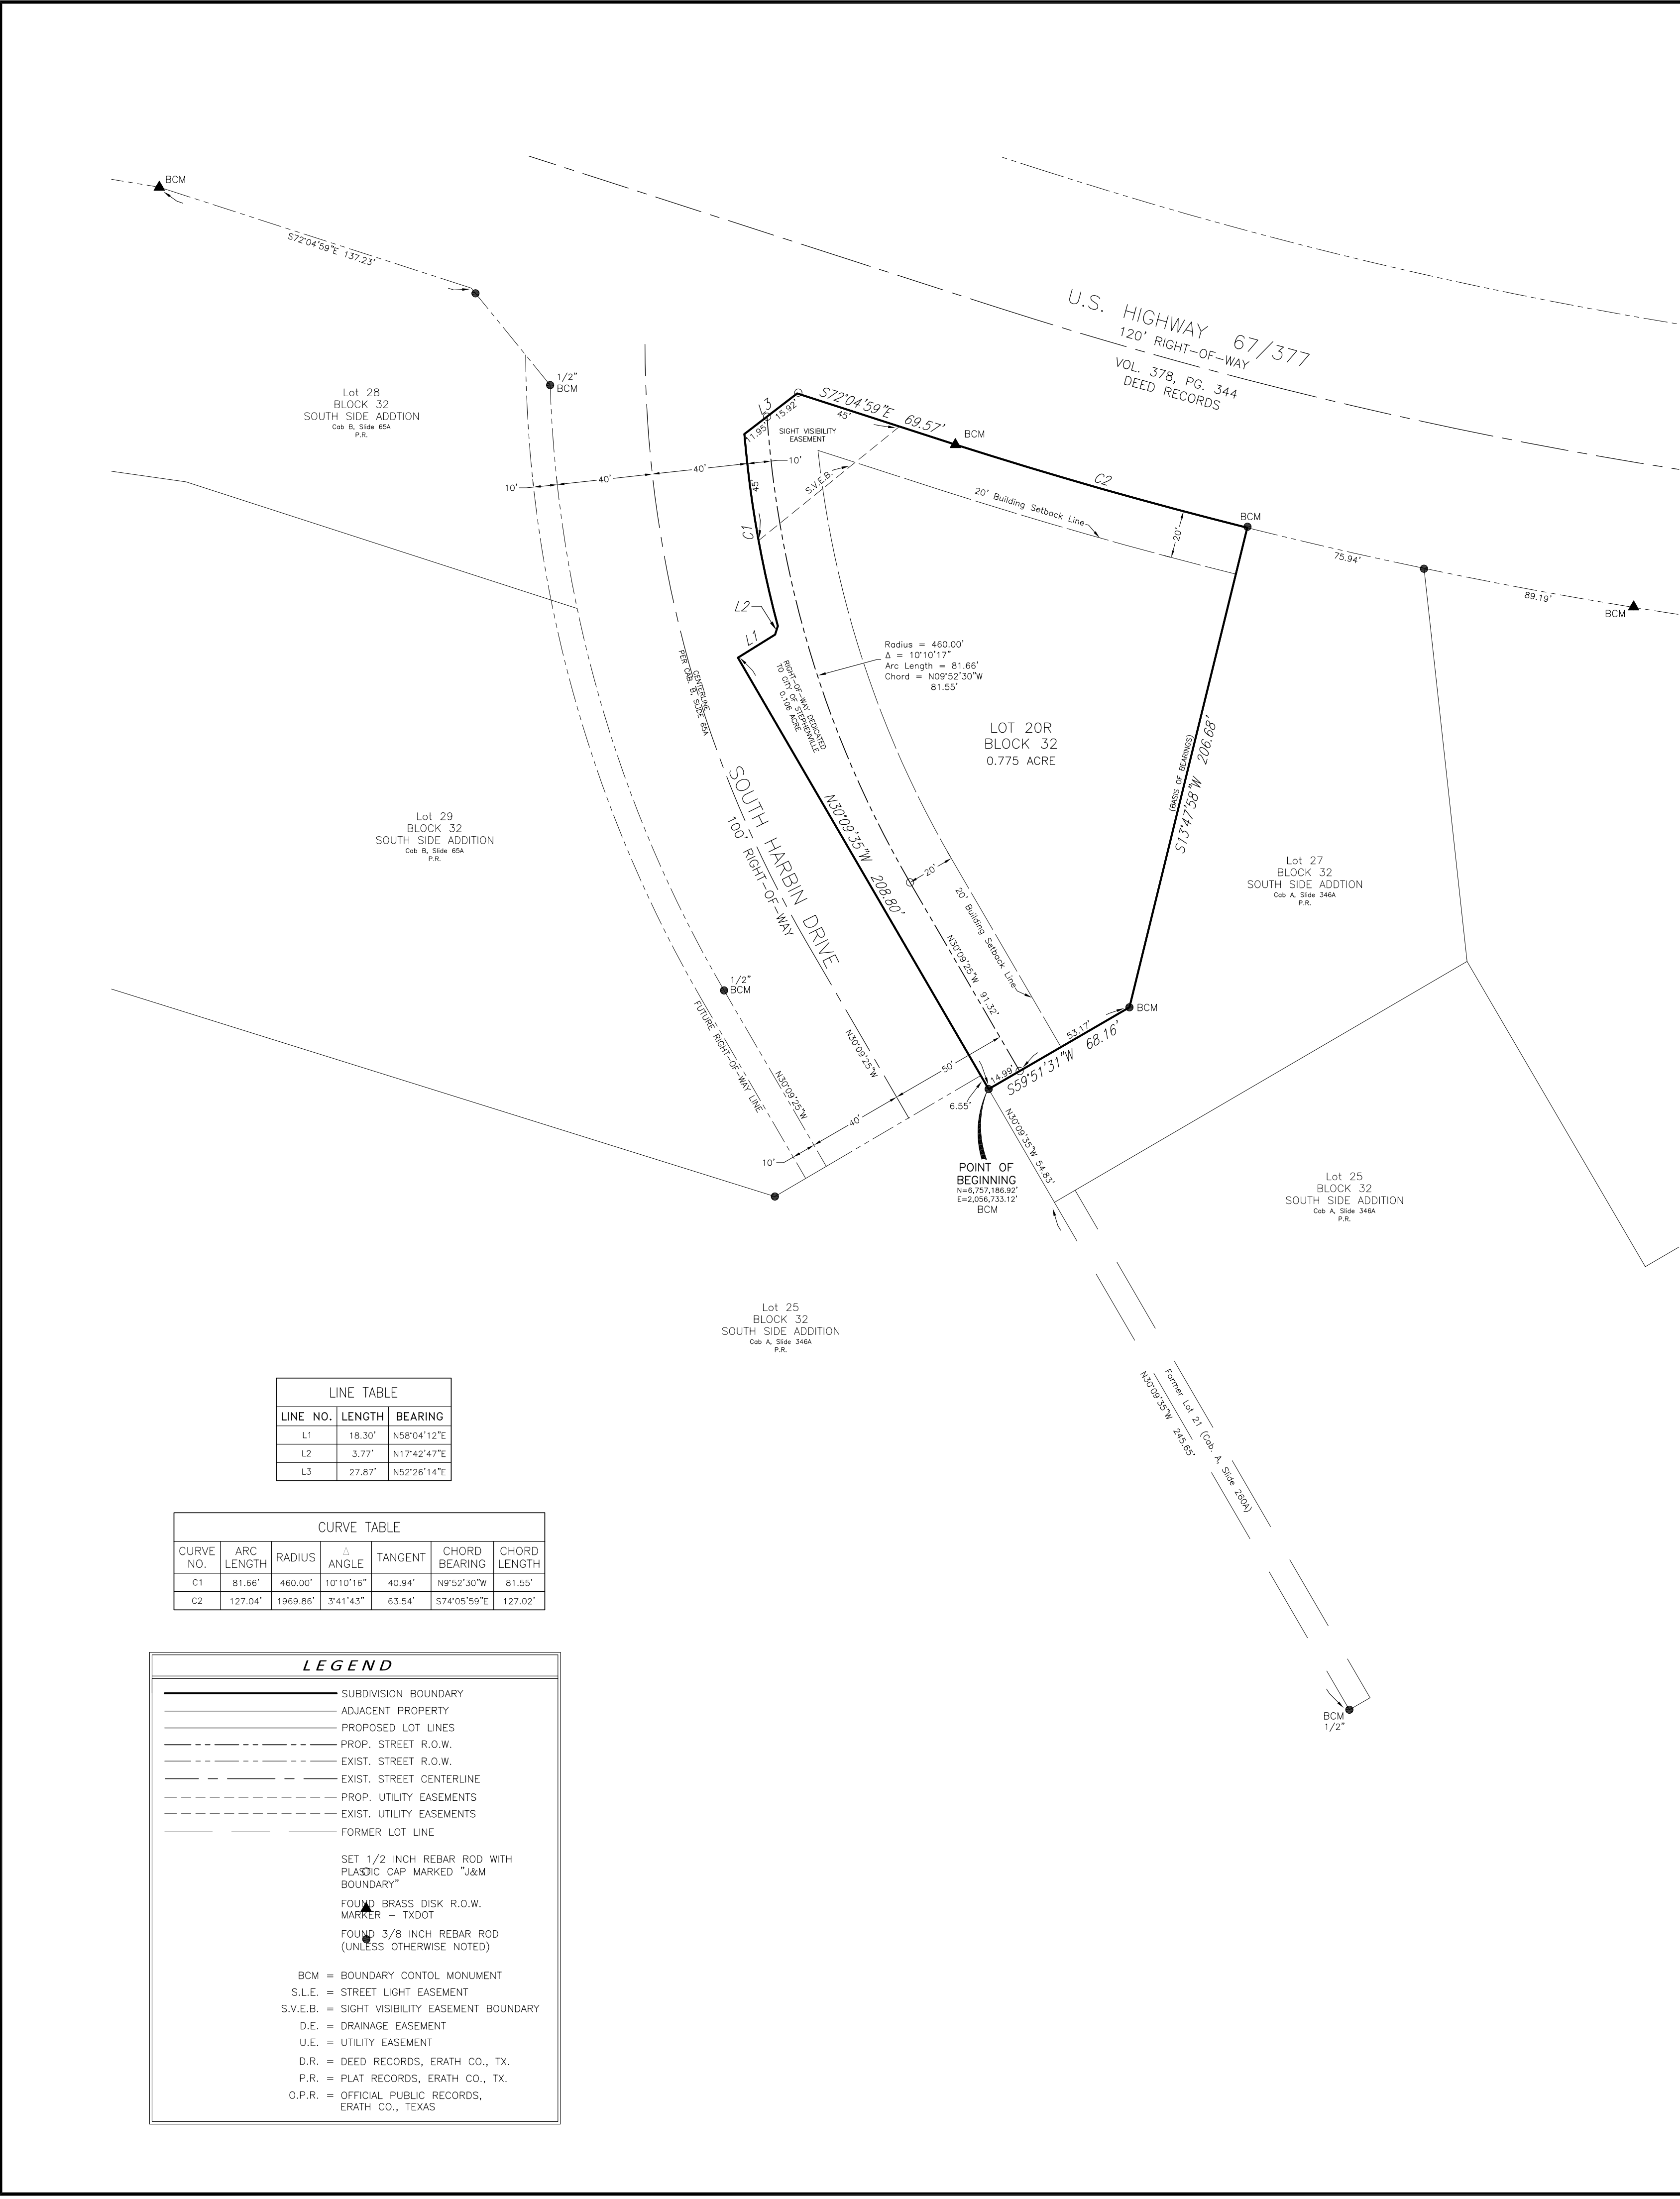 BCM
S72°04'59"E 137.23'
1/2"
BCM
Lot 28
BLOCK 32
SOUTH SIDE ADDTION
Cab B, Slide 65A
P.R.
U.S. HIGHWAY 67/377
120' RIGHT-OF-WAY
VOL. 378, PG. 344
DEED RECORDS
L3
15.92'
11.95'
S72°04'59"E 69.57'
45'
BCM
SIGHT VISIBILITY
EASEMENT
10'
40'
40'
10'
45'
S.V.E.B.
C1
C2
20' Building Setback Line
20'
BCM
75.94'
89.19'
BCM
L2
L1
Radius = 460.00'
Δ = 10°10'17"
Arc Length = 81.66'
Chord = N09°52'30"W
81.55'
CENTERLINE
PER CAB. B, SLIDE 65A
RIGHT-OF-WAY DEDICATED
TO CITY OF STEPHENVILLE
0.106 ACRE
LOT 20R
BLOCK 32
0.775 ACRE
(BASIS OF BEARINGS)
S13°47'58"W 206.68'
SOUTH HARBIN DRIVE
100' RIGHT-OF-WAY
N30°09'35"W 208.80'
Lot 29
BLOCK 32
SOUTH SIDE ADDITION
Cab B, Slide 65A
P.R.
Lot 27
BLOCK 32
SOUTH SIDE ADDTION
Cab A, Slide 346A
P.R.
20'
20' Building Setback Line
N30°09'25"W 91.32'
1/2"
BCM
FUTURE RIGHT-OF-WAY LINE
N30°09'25"W
N30°09'25"W
BCM
53.17'
S59°51'31"W 68.16'
14.99'
50'
6.55'
40'
10'
N30°09'35"W 54.83'
POINT OF
BEGINNING
N=6,757,186.92'
E=2,056,733.12'
BCM
Lot 25
BLOCK 32
SOUTH SIDE ADDITION
Cab A, Slide 346A
P.R.
Lot 25
BLOCK 32
SOUTH SIDE ADDITION
Cab A, Slide 346A
P.R.
Former Lot 21 (Cab. A, Slide 260A)
N30°09'35"W 245.65'
BCM
1/2"
LINE TABLE
LINE NO. LENGTH BEARING
L1 18.30' N58°04'12"E
L2 3.77' N17°42'47"E
L3 27.87' N52°26'14"E
CURVE TABLE
CURVE NO. ARC LENGTH RADIUS Δ ANGLE TANGENT CHORD BEARING CHORD LENGTH
C1 81.66' 460.00' 10°10'16" 40.94' N9°52'30"W 81.55'
C2 127.04' 1969.86' 3°41'43" 63.54' S74°05'59"E 127.02'
LEGEND
SUBDIVISION BOUNDARY
ADJACENT PROPERTY
PROPOSED LOT LINES
PROP. STREET R.O.W.
EXIST. STREET R.O.W.
EXIST. STREET CENTERLINE
PROP. UTILITY EASEMENTS
EXIST. UTILITY EASEMENTS
FORMER LOT LINE
SET 1/2 INCH REBAR ROD WITH
PLASTIC CAP MARKED "J&M
BOUNDARY"
FOUND BRASS DISK R.O.W.
MARKER – TXDOT
FOUND 3/8 INCH REBAR ROD
(UNLESS OTHERWISE NOTED)
BCM = BOUNDARY CONTOL MONUMENT
S.L.E. = STREET LIGHT EASEMENT
S.V.E.B. = SIGHT VISIBILITY EASEMENT BOUNDARY
D.E. = DRAINAGE EASEMENT
U.E. = UTILITY EASEMENT
D.R. = DEED RECORDS, ERATH CO., TX.
P.R. = PLAT RECORDS, ERATH CO., TX.
O.P.R. = OFFICIAL PUBLIC RECORDS,
ERATH CO., TEXAS